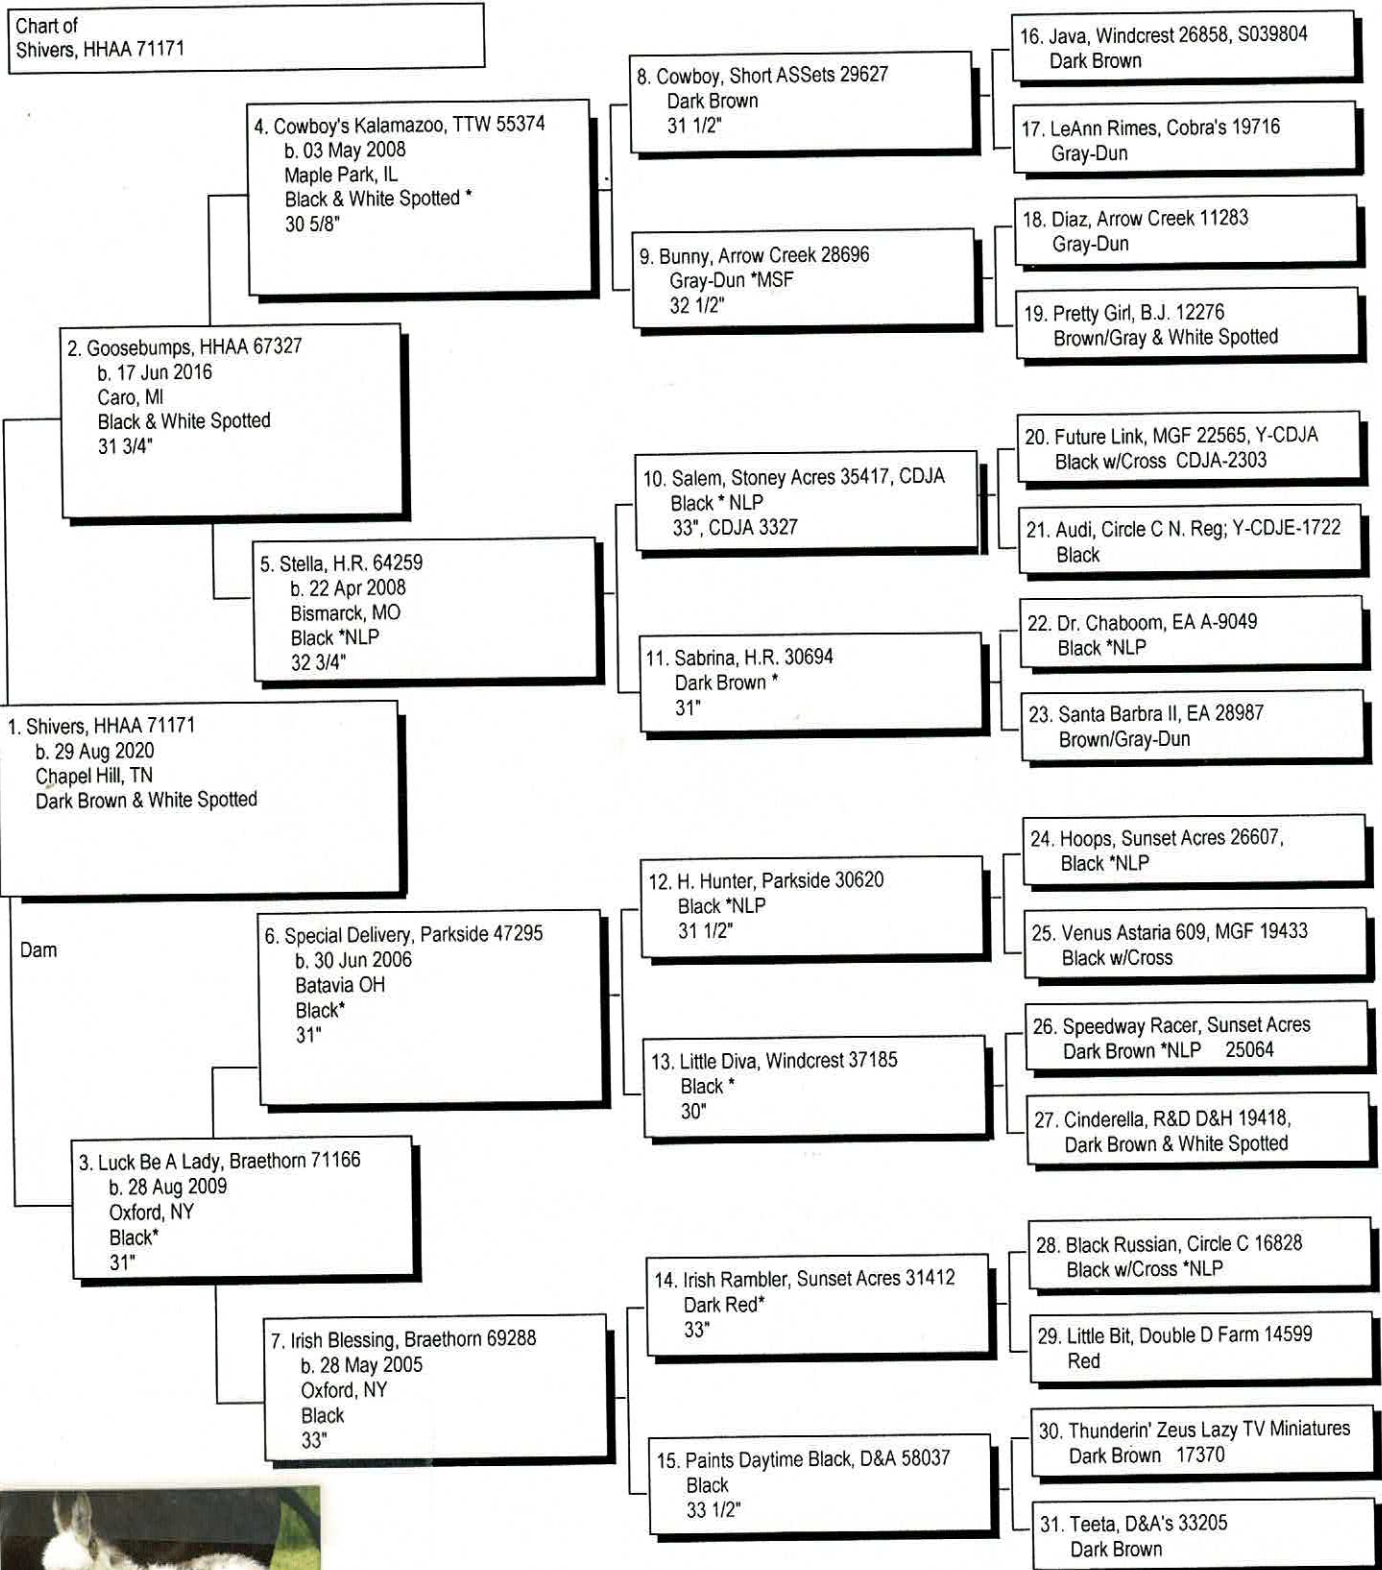 Chart of
Shivers, HHAA 71171
1. Shivers, HHAA 71171
b. 29 Aug 2020
Chapel Hill, TN
Dark Brown & White Spotted
Dam
2. Goosebumps, HHAA 67327
b. 17 Jun 2016
Caro, MI
Black & White Spotted
31 3/4"
3. Luck Be A Lady, Braethorn 71166
b. 28 Aug 2009
Oxford, NY
Black*
31"
4. Cowboy's Kalamazoo, TTW 55374
b. 03 May 2008
Maple Park, IL
Black & White Spotted *
30 5/8"
5. Stella, H.R. 64259
b. 22 Apr 2008
Bismarck, MO
Black *NLP
32 3/4"
6. Special Delivery, Parkside 47295
b. 30 Jun 2006
Batavia OH
Black*
31"
7. Irish Blessing, Braethorn 69288
b. 28 May 2005
Oxford, NY
Black
33"
8. Cowboy, Short ASSets 29627
Dark Brown
31 1/2"
9. Bunny, Arrow Creek 28696
Gray-Dun *MSF
32 1/2"
10. Salem, Stoney Acres 35417, CDJA
Black * NLP
33", CDJA 3327
11. Sabrina, H.R. 30694
Dark Brown *
31"
12. H. Hunter, Parkside 30620
Black *NLP
31 1/2"
13. Little Diva, Windcrest 37185
Black *
30"
14. Irish Rambler, Sunset Acres 31412
Dark Red*
33"
15. Paints Daytime Black, D&A 58037
Black
33 1/2"
16. Java, Windcrest 26858, S039804
Dark Brown
17. LeAnn Rimes, Cobra's 19716
Gray-Dun
18. Diaz, Arrow Creek 11283
Gray-Dun
19. Pretty Girl, B.J. 12276
Brown/Gray & White Spotted
20. Future Link, MGF 22565, Y-CDJA
Black w/Cross CDJA-2303
21. Audi, Circle C N. Reg; Y-CDJE-1722
Black
22. Dr. Chaboom, EA A-9049
Black *NLP
23. Santa Barbra II, EA 28987
Brown/Gray-Dun
24. Hoops, Sunset Acres 26607,
Black *NLP
25. Venus Astaria 609, MGF 19433
Black w/Cross
26. Speedway Racer, Sunset Acres
Dark Brown *NLP 25064
27. Cinderella, R&D D&H 19418,
Dark Brown & White Spotted
28. Black Russian, Circle C 16828
Black w/Cross *NLP
29. Little Bit, Double D Farm 14599
Red
30. Thunderin' Zeus Lazy TV Miniatures
Dark Brown 17370
31. Teeta, D&A's 33205
Dark Brown